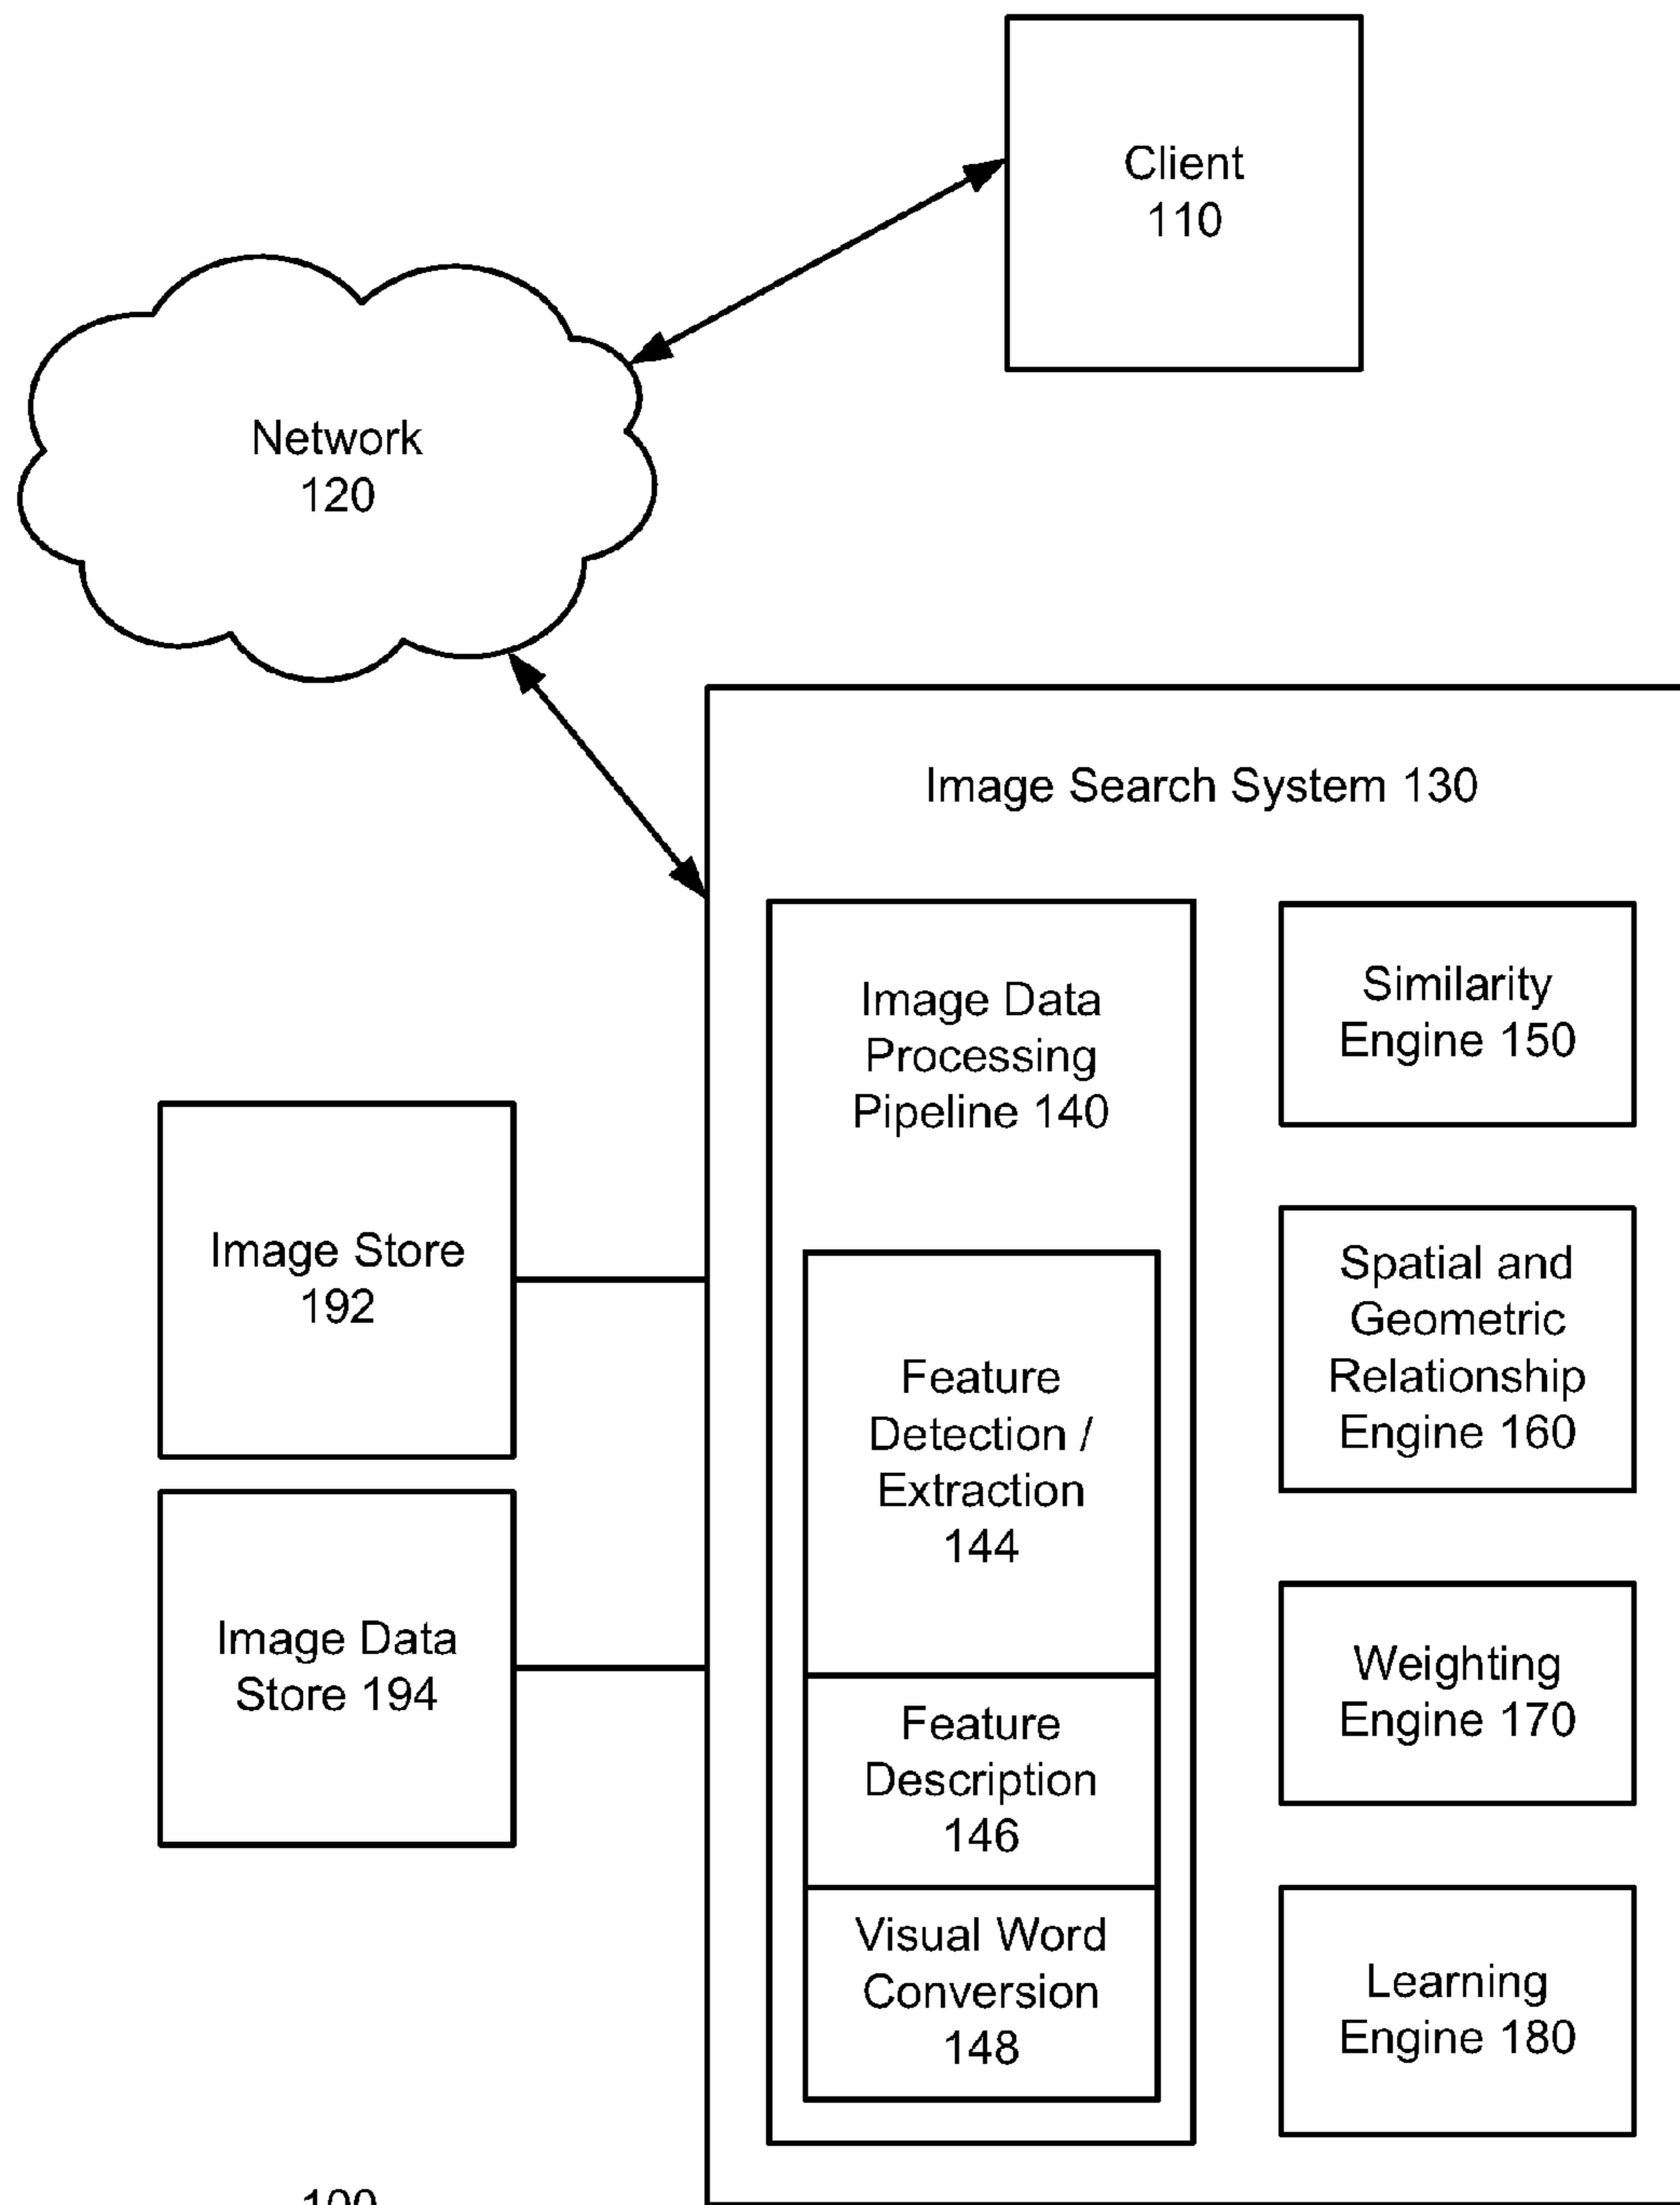 Client
110
Network
120
Image Search System 130
Image Data
Processing
Pipeline 140
Similarity
Engine 150
Image Store
192
Spatial and
Geometric
Relationship
Engine 160
Feature
Detection /
Extraction
144
Image Data
Store 194
Weighting
Engine 170
Feature
Description
146
Visual Word
Conversion
148
Learning
Engine 180
100